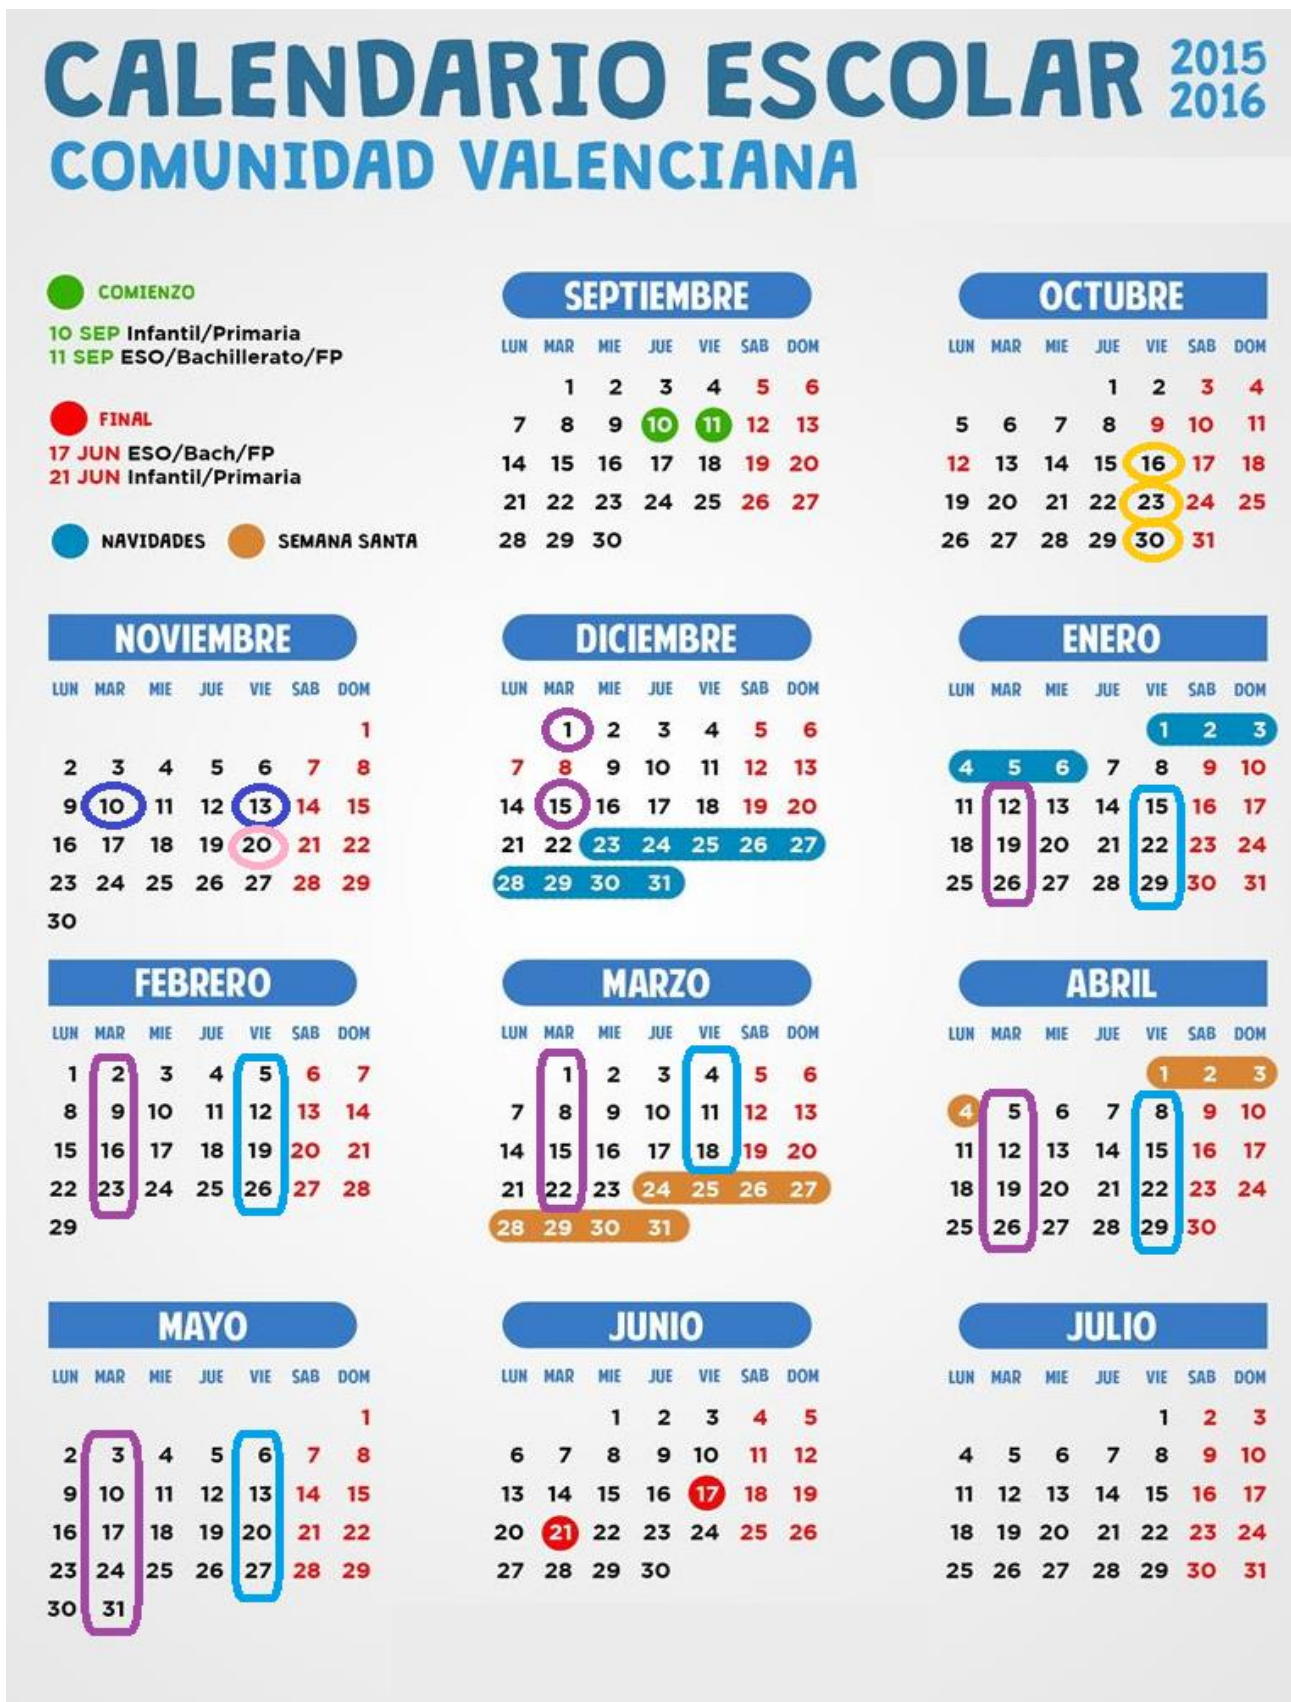 CALENDARIO ESCOLAR 2015 2016
COMUNIDAD VALENCIANA
COMIENZO
10 SEP Infantil/Primaria
11 SEP ESO/Bachillerato/FP
FINAL
17 JUN ESO/Bach/FP
21 JUN Infantil/Primaria
NAVIDADES SEMANA SANTA
SEPTIEMBRE
LUN MAR MIE JUE VIE SAB DOM
1 2 3 4 5 6
7 8 9 10 11 12 13
14 15 16 17 18 19 20
21 22 23 24 25 26 27
28 29 30
OCTUBRE
LUN MAR MIE JUE VIE SAB DOM
1 2 3 4
5 6 7 8 9 10 11
12 13 14 15 16 17 18
19 20 21 22 23 24 25
26 27 28 29 30 31
NOVIEMBRE
LUN MAR MIE JUE VIE SAB DOM
1
2 3 4 5 6 7 8
9 10 11 12 13 14 15
16 17 18 19 20 21 22
23 24 25 26 27 28 29
30
DICIEMBRE
LUN MAR MIE JUE VIE SAB DOM
1 2 3 4 5 6
7 8 9 10 11 12 13
14 15 16 17 18 19 20
21 22 23 24 25 26 27
28 29 30 31
ENERO
LUN MAR MIE JUE VIE SAB DOM
1 2 3
4 5 6 7 8 9 10
11 12 13 14 15 16 17
18 19 20 21 22 23 24
25 26 27 28 29 30 31
FEBRERO
LUN MAR MIE JUE VIE SAB DOM
1 2 3 4 5 6 7
8 9 10 11 12 13 14
15 16 17 18 19 20 21
22 23 24 25 26 27 28
29
MARZO
LUN MAR MIE JUE VIE SAB DOM
1 2 3 4 5 6
7 8 9 10 11 12 13
14 15 16 17 18 19 20
21 22 23 24 25 26 27
28 29 30 31
ABRIL
LUN MAR MIE JUE VIE SAB DOM
1 2 3
4 5 6 7 8 9 10
11 12 13 14 15 16 17
18 19 20 21 22 23 24
25 26 27 28 29 30
MAYO
LUN MAR MIE JUE VIE SAB DOM
1
2 3 4 5 6 7 8
9 10 11 12 13 14 15
16 17 18 19 20 21 22
23 24 25 26 27 28 29
30 31
JUNIO
LUN MAR MIE JUE VIE SAB DOM
1 2 3 4 5
6 7 8 9 10 11 12
13 14 15 16 17 18 19
20 21 22 23 24 25 26
27 28 29 30
JULIO
LUN MAR MIE JUE VIE SAB DOM
1 2 3
4 5 6 7 8 9 10
11 12 13 14 15 16 17
18 19 20 21 22 23 24
25 26 27 28 29 30 31